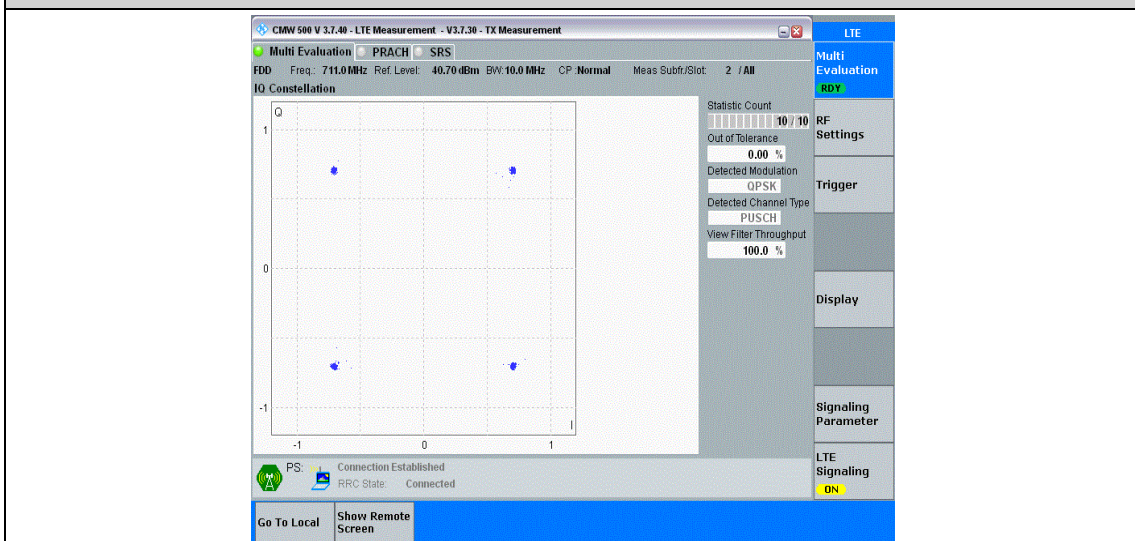 CMW 500 V 3.7.40 - LTE Measurement - V3.7.30 - TX Measurement
LTE
Multi Evaluation PRACH SRS
FDD Freq.: 711.0 MHz Ref. Level: 40.70 dBm BW: 10.0 MHz CP : Normal Meas Subfr./Slot: 2 / All
IQ Constellation
Q
1
0
-1
-1 0 1
I
Statistic Count
10 / 10
Out of Tolerance
0.00 %
Detected Modulation
QPSK
Detected Channel Type
PUSCH
View Filter Throughput
100.0 %
Multi
Evaluation
RDY
RF
Settings
Trigger
Display
Signaling
Parameter
LTE
Signaling
ON
PS: Connection Established
RRC State: Connected
Go To Local
Show Remote
Screen